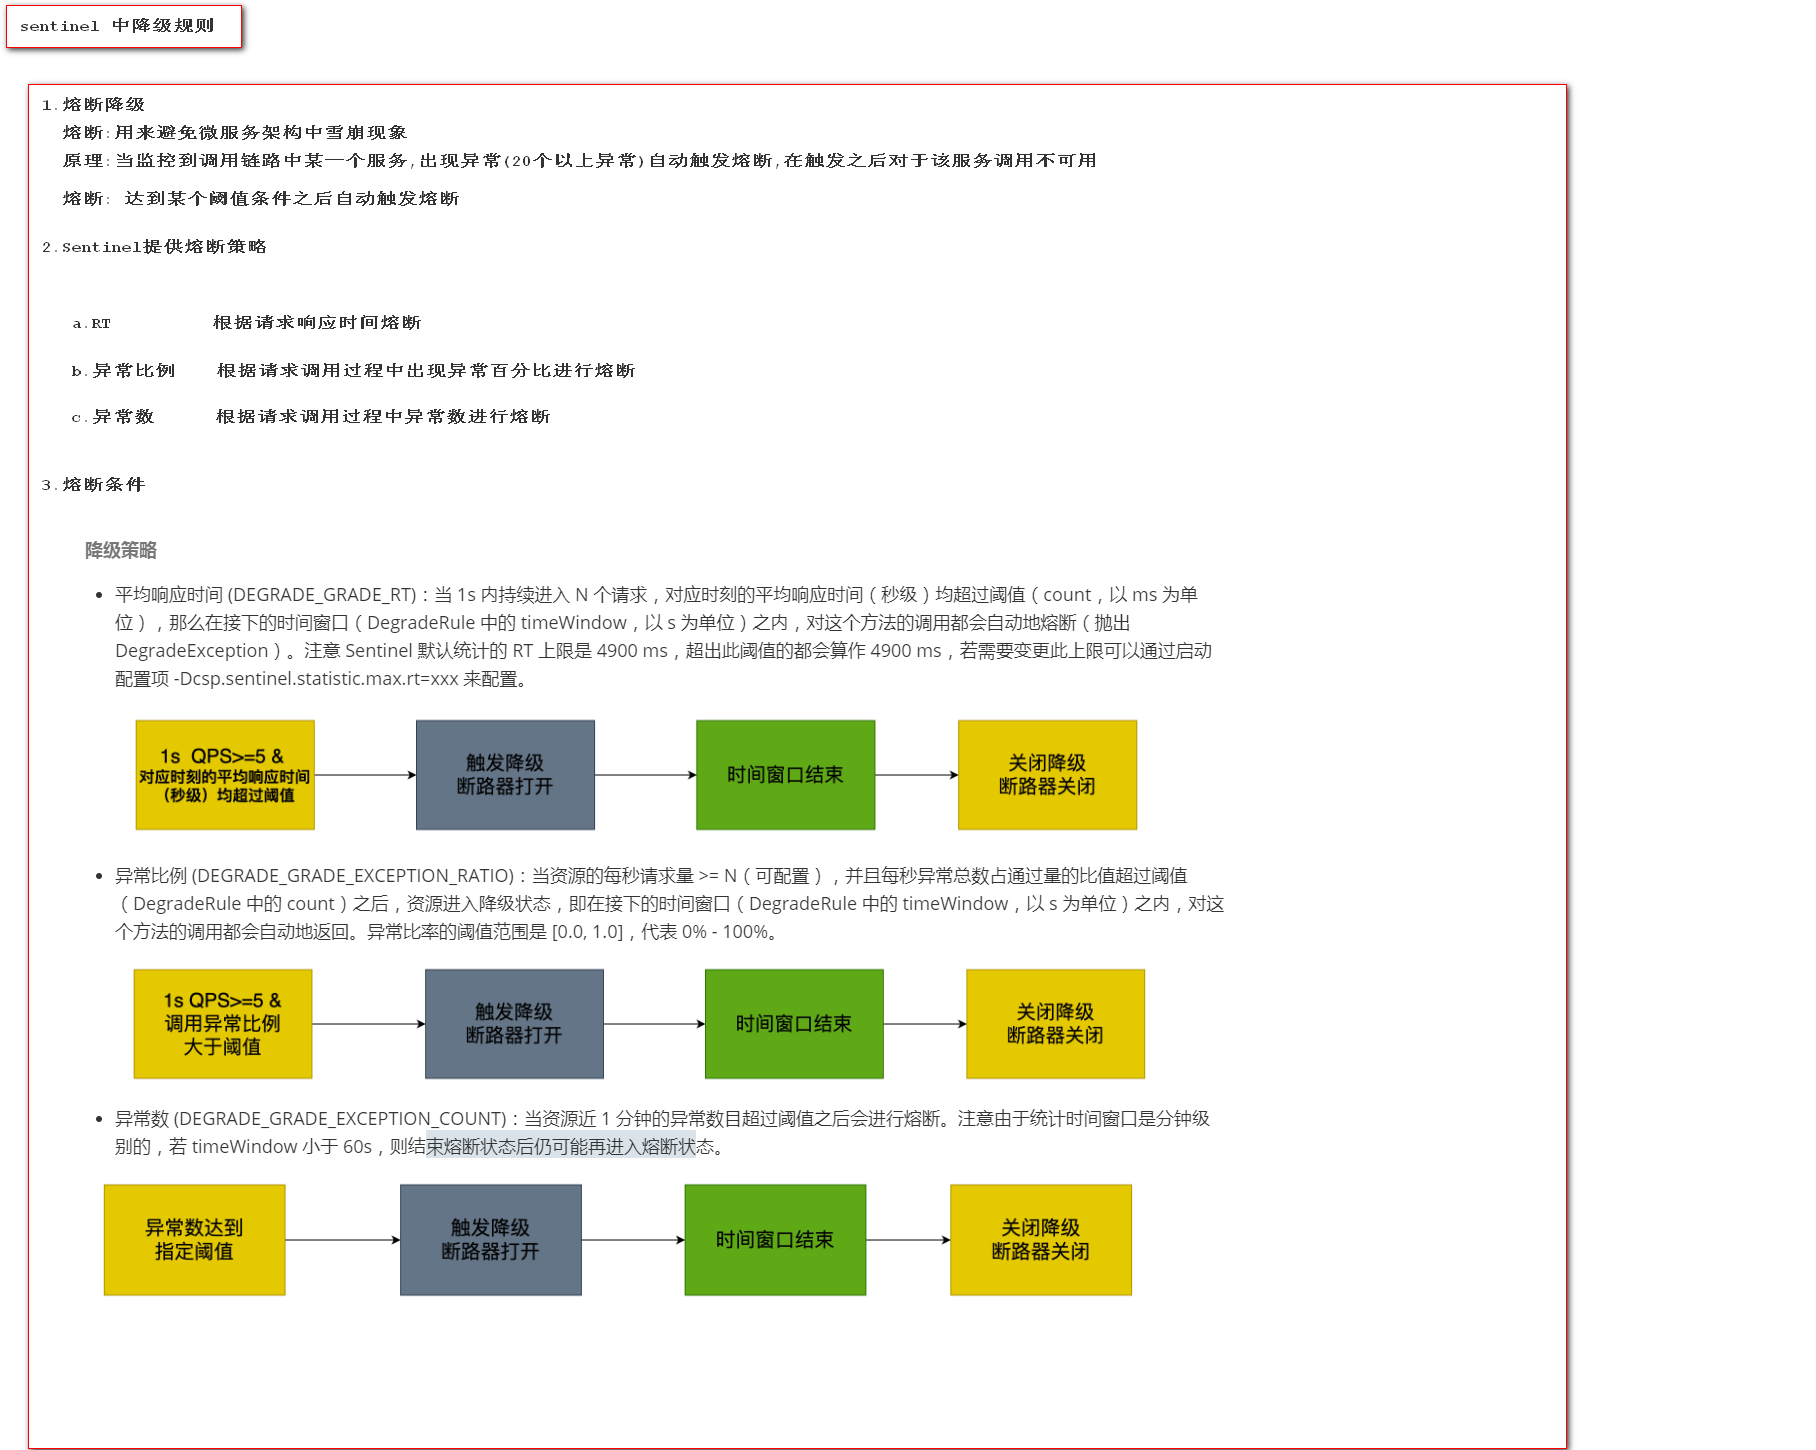 sentinel 中降级规则
1.熔断降级
熔断:用来避免微服务架构中雪崩现象
原理:当监控到调用链路中某一个服务,出现异常(20个以上异常)自动触发熔断,在触发之后对于该服务调用不可用
熔断: 达到某个阈值条件之后自动触发熔断
2.Sentinel提供熔断策略
a.RT 根据请求响应时间熔断
b.异常比例 根据请求调用过程中出现异常百分比进行熔断
c.异常数 根据请求调用过程中异常数进行熔断
3.熔断条件
降级策略
• 平均响应时间 (DEGRADE_GRADE_RT)：当 1s 内持续进入 N 个请求，对应时刻的平均响应时间（秒级）均超过阈值（count，以 ms 为单
位），那么在接下的时间窗口（DegradeRule 中的 timeWindow，以 s 为单位）之内，对这个方法的调用都会自动地熔断（抛出
DegradeException）。注意 Sentinel 默认统计的 RT 上限是 4900 ms，超出此阈值的都会算作 4900 ms，若需要变更此上限可以通过启动
配置项 -Dcsp.sentinel.statistic.max.rt=xxx 来配置。
1s QPS>=5 &
对应时刻的平均响应时间
（秒级）均超过阈值
触发降级
断路器打开
时间窗口结束
关闭降级
断路器关闭
• 异常比例 (DEGRADE_GRADE_EXCEPTION_RATIO)：当资源的每秒请求量 >= N（可配置），并且每秒异常总数占通过量的比值超过阈值
（DegradeRule 中的 count）之后，资源进入降级状态，即在接下的时间窗口（DegradeRule 中的 timeWindow，以 s 为单位）之内，对这
个方法的调用都会自动地返回。异常比率的阈值范围是 [0.0, 1.0]，代表 0% - 100%。
1s QPS>=5 &
调用异常比例
大于阈值
触发降级
断路器打开
时间窗口结束
关闭降级
断路器关闭
• 异常数 (DEGRADE_GRADE_EXCEPTION_COUNT)：当资源近 1 分钟的异常数目超过阈值之后会进行熔断。注意由于统计时间窗口是分钟级
别的，若 timeWindow 小于 60s，则结束熔断状态后仍可能再进入熔断状态。
异常数达到
指定阈值
触发降级
断路器打开
时间窗口结束
关闭降级
断路器关闭